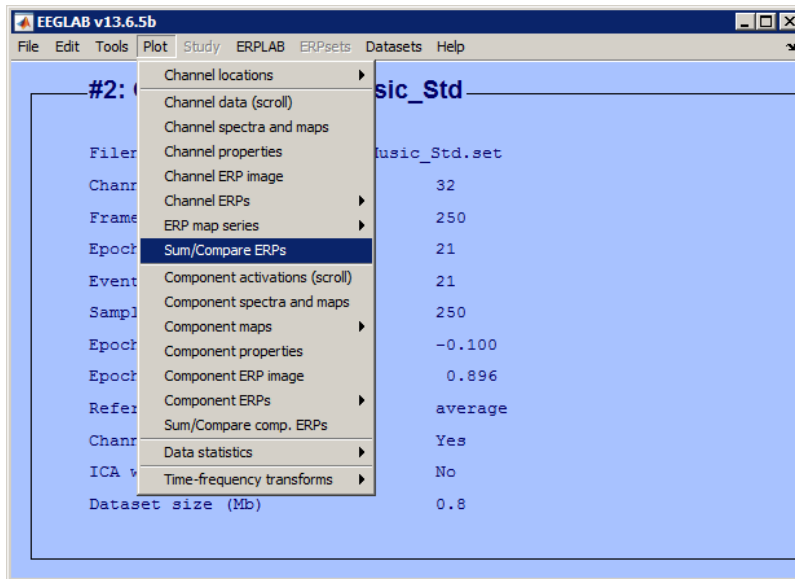 EEGLAB v13.6.5b
File Edit Tools Plot Study ERPLAB ERPsets Datasets Help
#2: sic_Std
Channel locations
Channel data (scroll)
Channel spectra and maps
Channel properties
Channel ERP image
Channel ERPs
ERP map series
Sum/Compare ERPs
Component activations (scroll)
Component spectra and maps
Component maps
Component properties
Component ERP image
Component ERPs
Sum/Compare comp. ERPs
Data statistics
Time-frequency transforms
Filen Music_Std.set
Chann 32
Frame 250
Epoch 21
Event 21
Sampl 250
Epoch -0.100
Epoch 0.896
Refer average
Chann Yes
ICA w No
Dataset size (Mb) 0.8